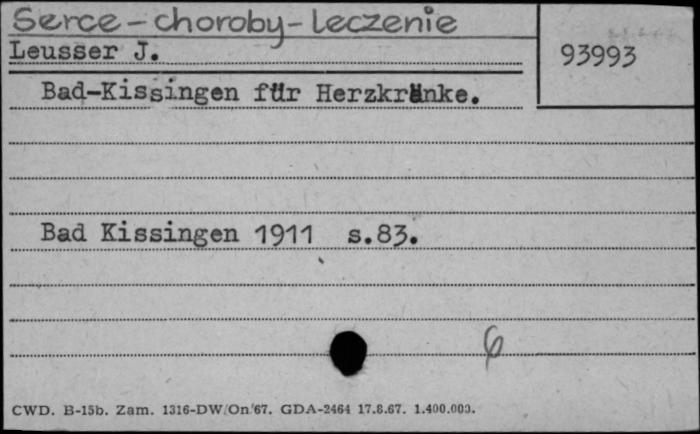 Serce - choroby - leczenie
Leusser J.
93993
Bad-Kissingen für Herzkränke.
Bad Kissingen 1911 s.83.
6
CWD. B-15b. Zam. 1316-DW/On/67. GDA-2464 17.8.67. 1.400.000.